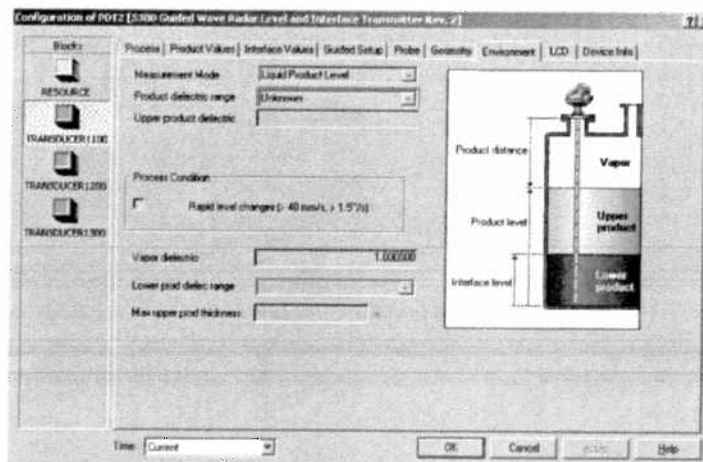 Configuration of PDT2 [5300 Guided Wave Radar Level and Interface Transmitter Rev. 2]
Blocks
RESOURCE
TRANSDUCER1100
TRANSDUCER1200
TRANSDUCER1300
Process | Product Values | Interface Values | Guided Setup | Probe | Geometry | Environment | LCD | Device Info
Measurement Mode Liquid Product Level
Product dielectric range Unknown
Upper product dielectric
Process Condition
Rapid level changes (> 40 mm/s, > 1.5"/s)
Vapor dielectric 1.000000
Lower prod dielec range
Max upper prod thickness
Product distance
Vapor
Product level
Upper product
Interface level
Lower product
Time: Current
OK Cancel Apply Help